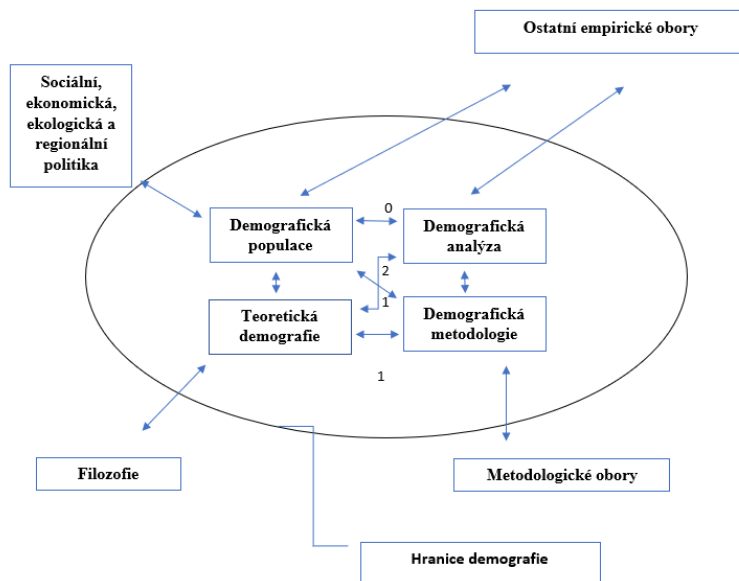 Ostatní empirické obory
Sociální,
ekonomická,
ekologická a
regionální
politika
Demografická
populace
0
Demografická
analýza
2
1
Teoretická
demografie
Demografická
metodologie
1
Filozofie
Metodologické obory
Hranice demografie